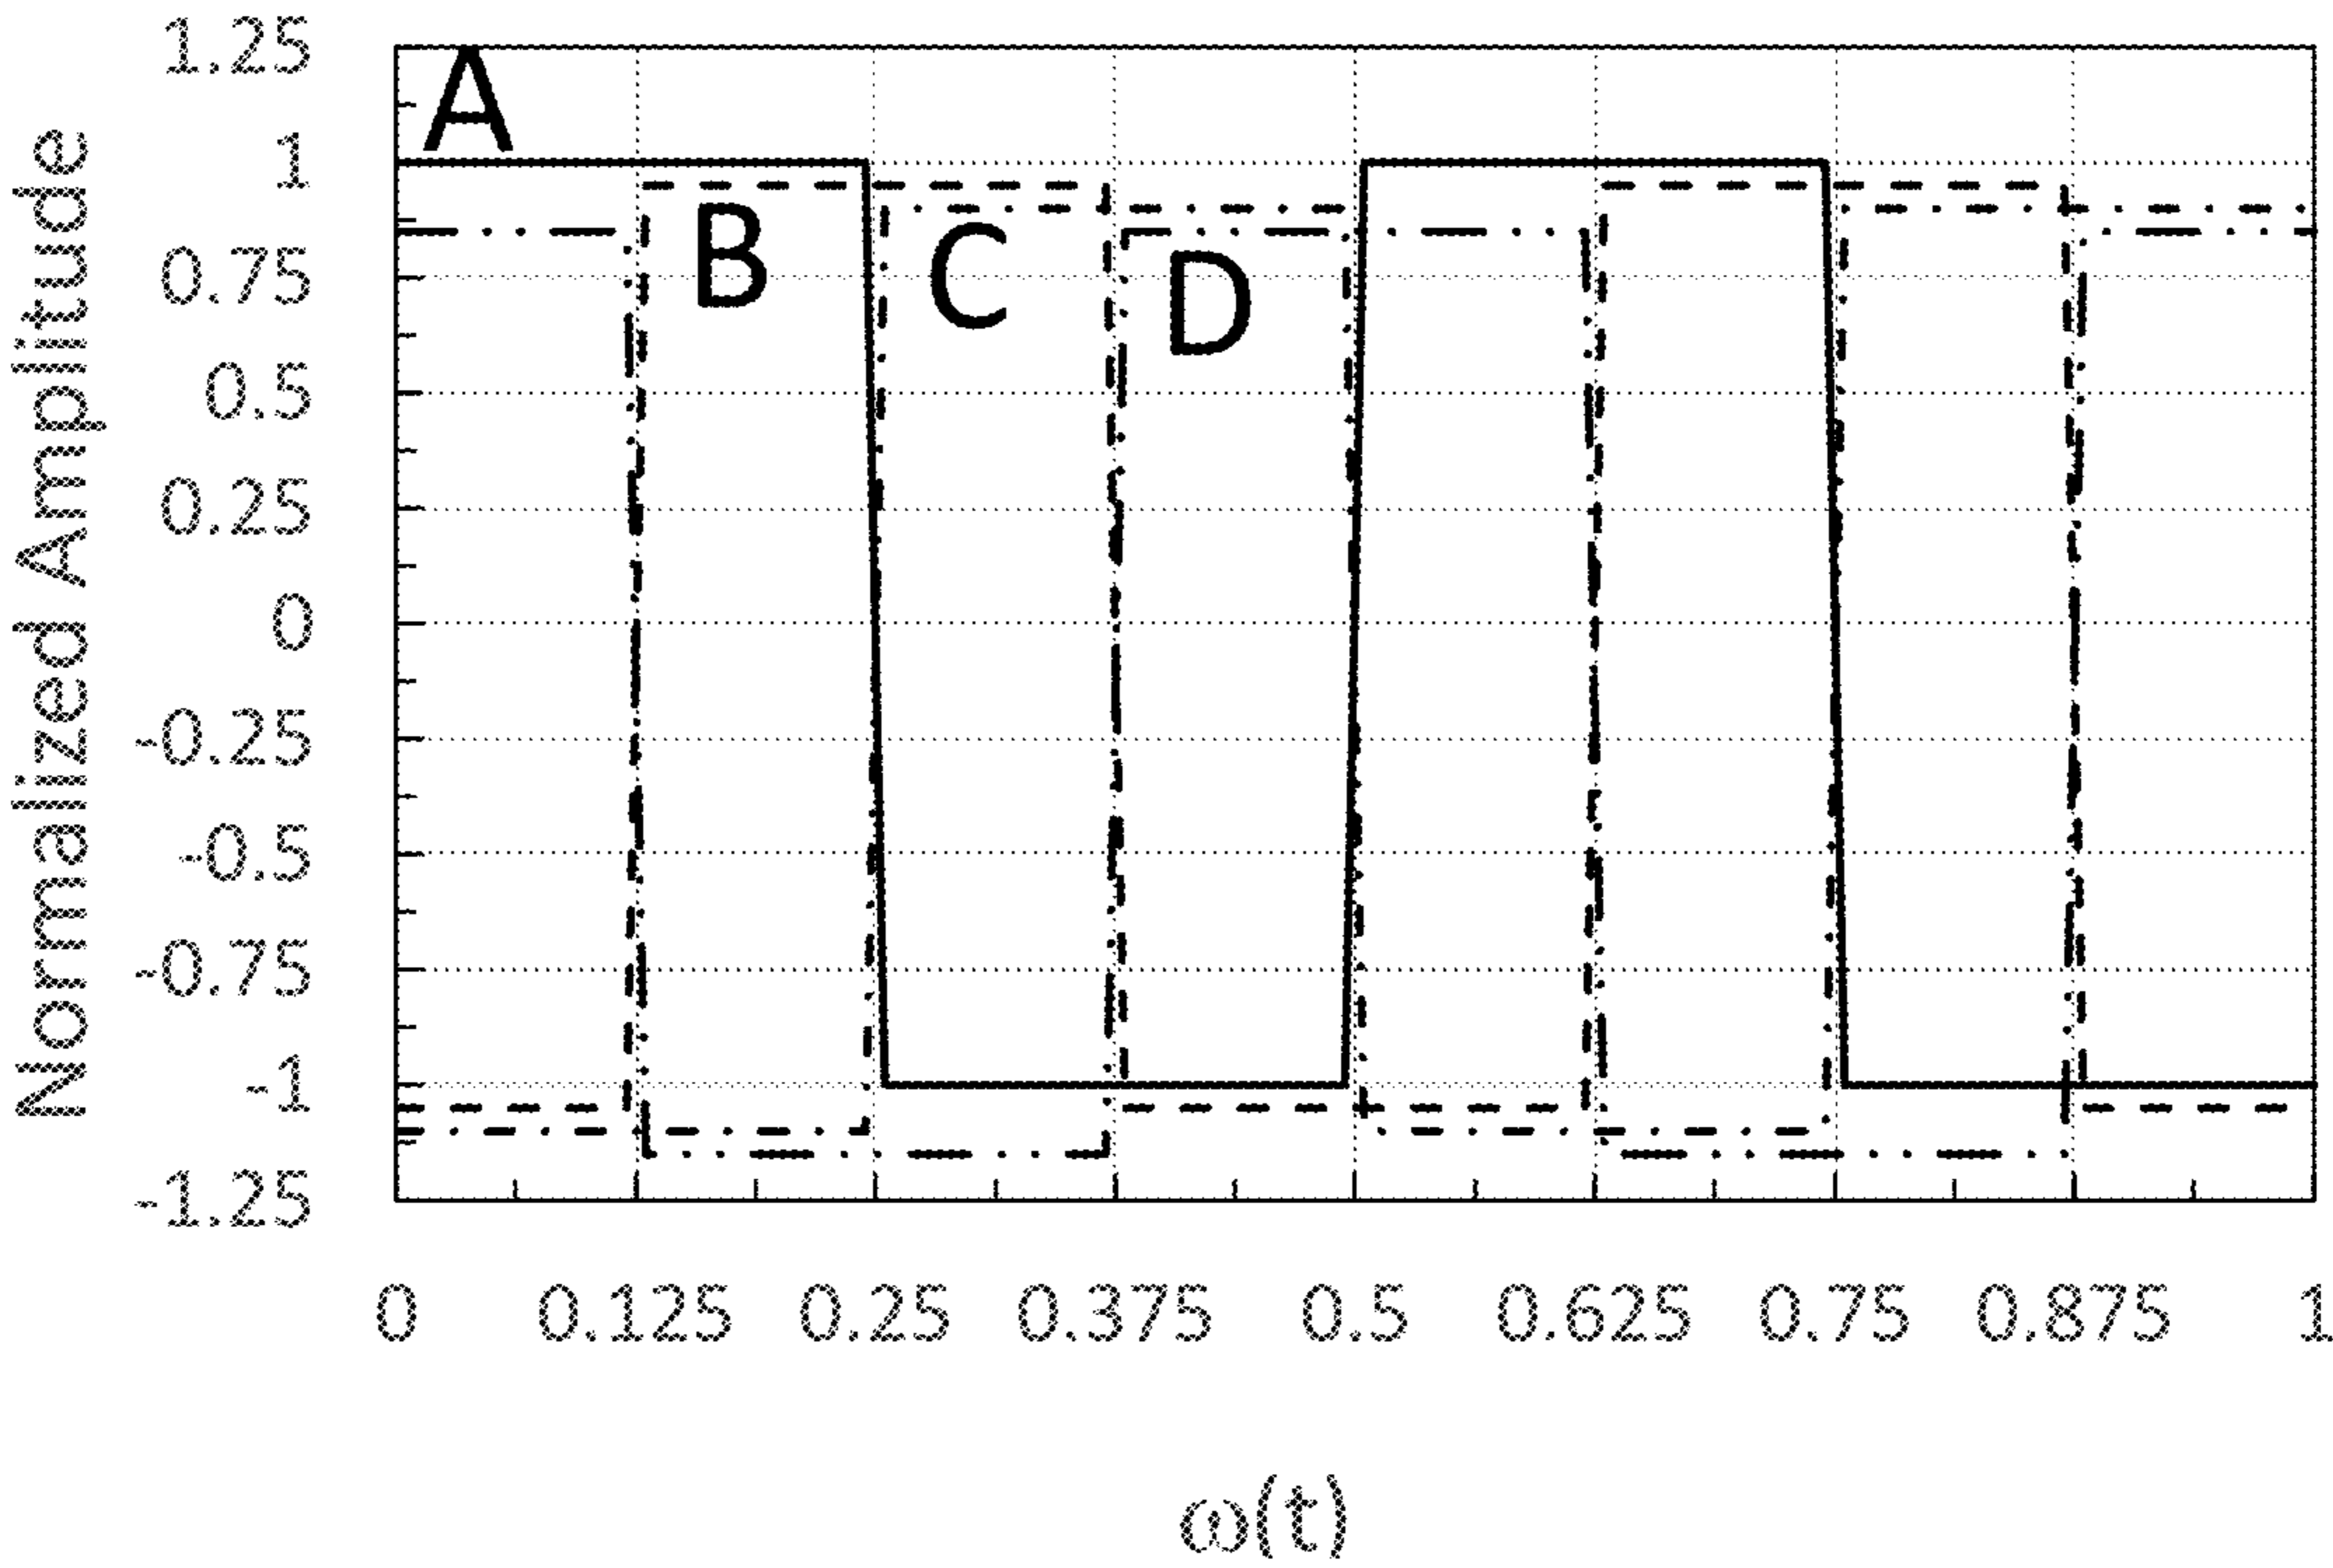 Normalized Amplitude
1.25
1
0.75
0.5
0.25
0
-0.25
-0.5
-0.75
-1
-1.25
A
B
C
D
0 0.125 0.25 0.375 0.5 0.625 0.75 0.875 1
ω(t)